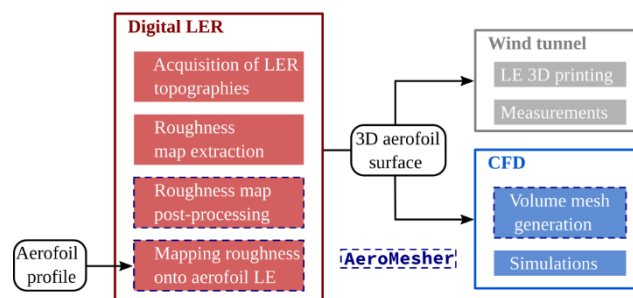 Digital LER
Acquisition of LER
topographies
Roughness
map extraction
Roughness map
post-processing
Mapping roughness
onto aerofoil LE
Aerofoil
profile
3D aerofoil
surface
AeroMesher
Wind tunnel
LE 3D printing
Measurements
CFD
Volume mesh
generation
Simulations